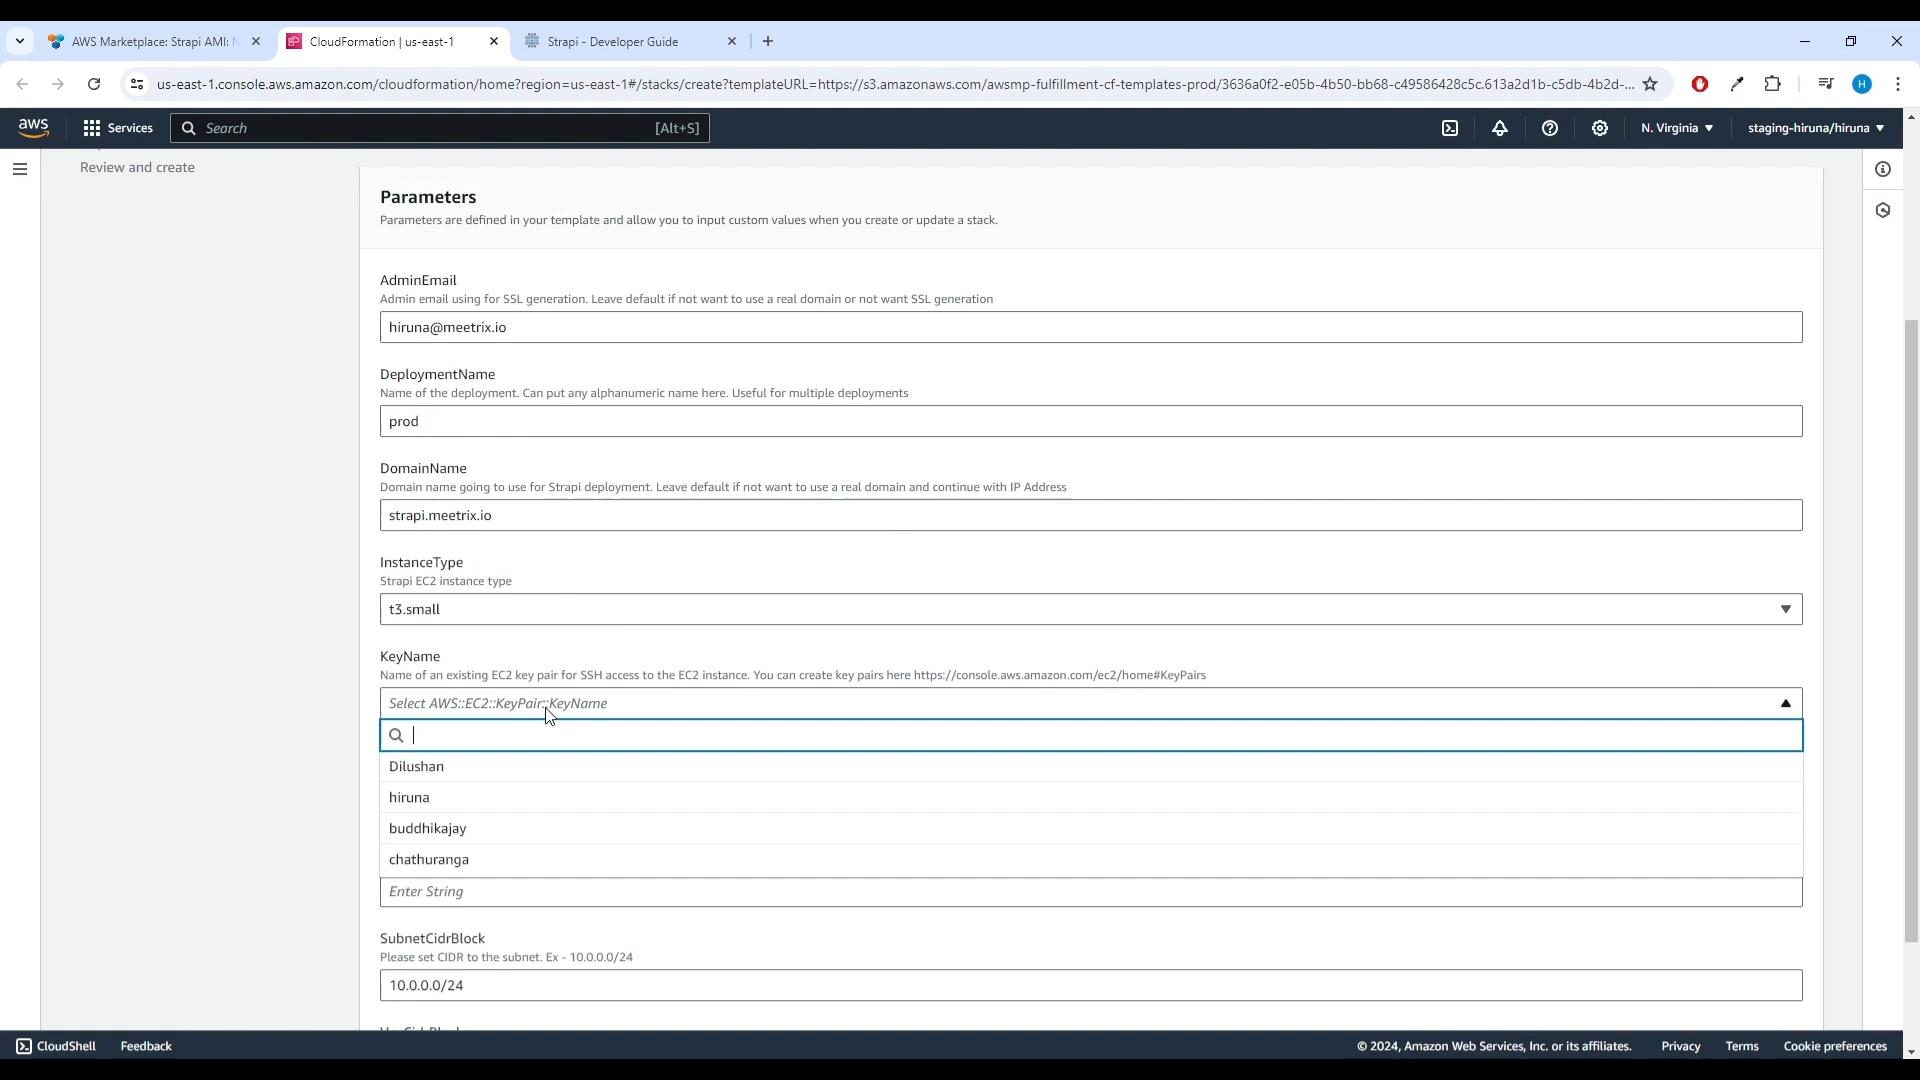 AWS Marketplace: Strapi AMI: N
CloudFormation | us-east-1
Strapi - Developer Guide
us-east-1.console.aws.amazon.com/cloudformation/home?region=us-east-1#/stacks/create?templateURL=https://s3.amazonaws.com/awsmp-fulfillment-cf-templates-prod/3636a0f2-e05b-4b50-bb68-c49586428c5c.613a2d1b-c5db-4b2d-...
H
aws
Services
Search
[Alt+S]
N. Virginia
staging-hiruna/hiruna
Review and create
Parameters
Parameters are defined in your template and allow you to input custom values when you create or update a stack.
AdminEmail
Admin email using for SSL generation. Leave default if not want to use a real domain or not want SSL generation
hiruna@meetrix.io
DeploymentName
Name of the deployment. Can put any alphanumeric name here. Useful for multiple deployments
prod
DomainName
Domain name going to use for Strapi deployment. Leave default if not want to use a real domain and continue with IP Address
strapi.meetrix.io
InstanceType
Strapi EC2 instance type
t3.small
KeyName
Name of an existing EC2 key pair for SSH access to the EC2 instance. You can create key pairs here https://console.aws.amazon.com/ec2/home#KeyPairs
Select AWS::EC2::KeyPair::KeyName
Dilushan
hiruna
buddhikajay
chathuranga
Enter String
SubnetCidrBlock
Please set CIDR to the subnet. Ex - 10.0.0.0/24
10.0.0.0/24
CloudShell
Feedback
© 2024, Amazon Web Services, Inc. or its affiliates.
Privacy
Terms
Cookie preferences